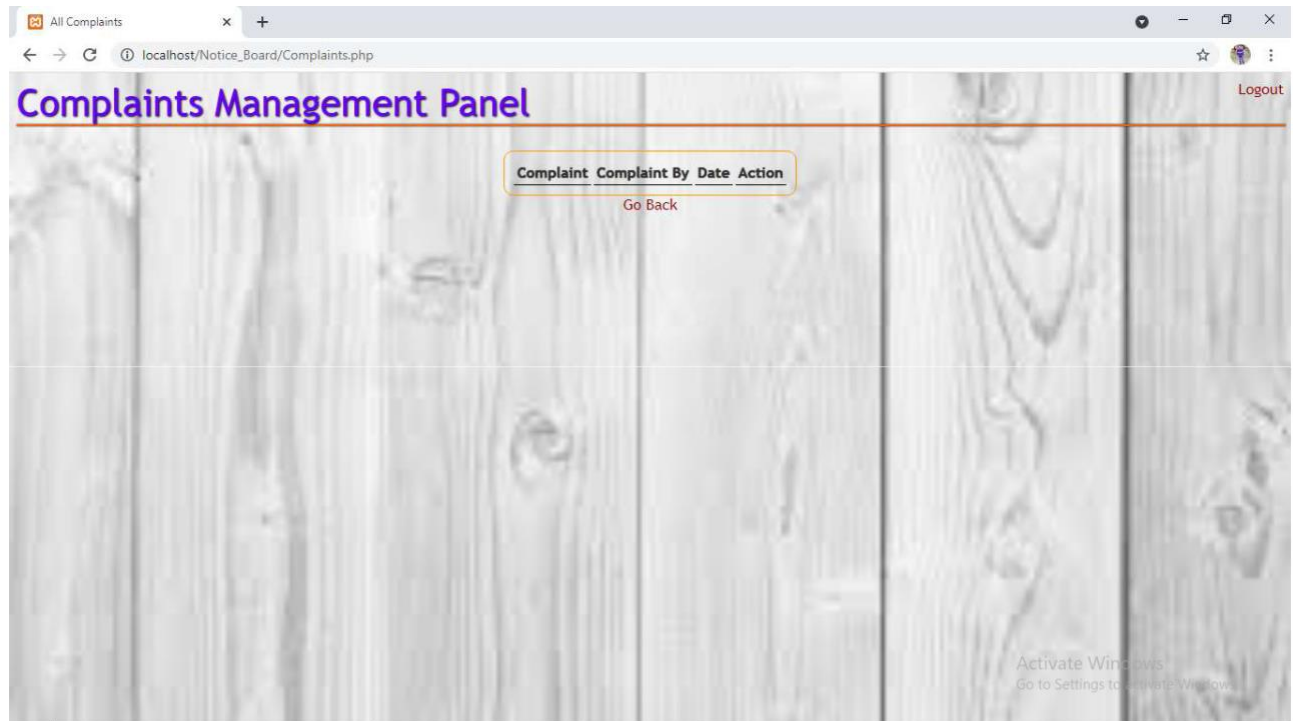 All Complaints
localhost/Notice_Board/Complaints.php
Complaints Management Panel
Logout
Complaint Complaint By Date Action
Go Back
Activate Windows
Go to Settings to activate Windows.